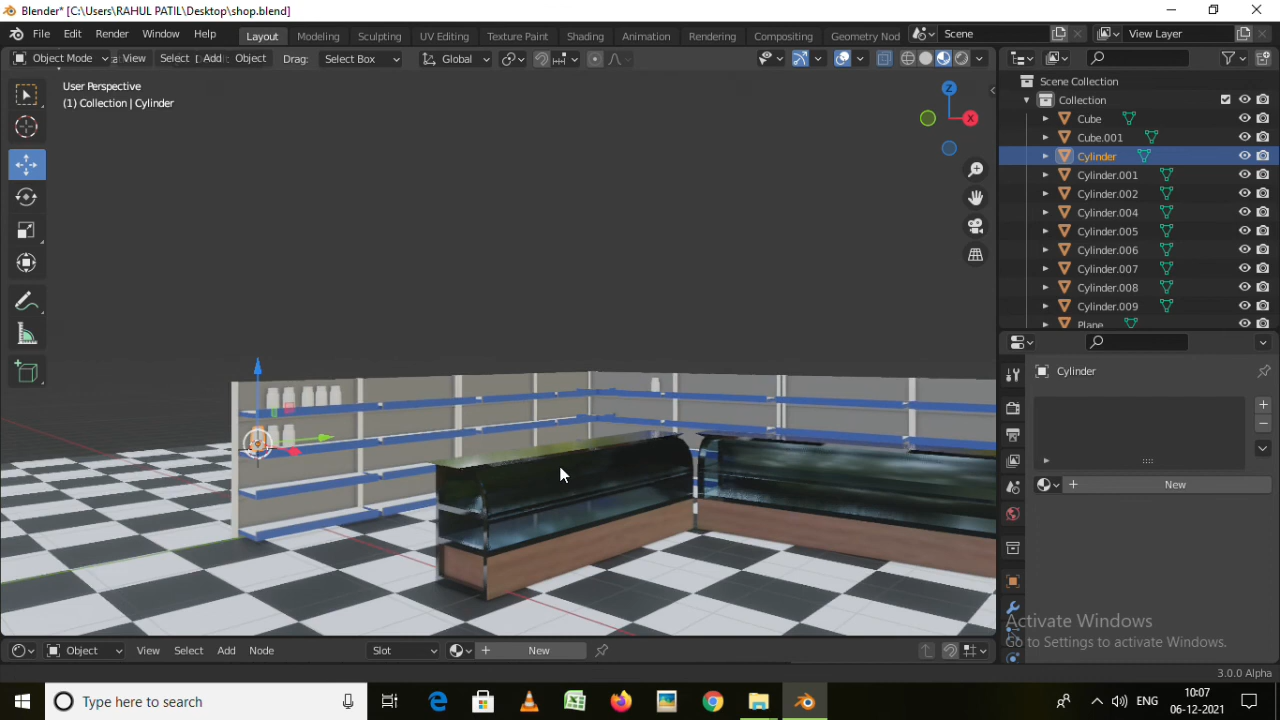 Blender* [C:\Users\RAHUL PATIL\Desktop\shop.blend]
File Edit Render Window Help Layout Modeling Sculpting UV Editing Texture Paint Shading Animation Rendering Compositing Geometry Nod Scene View Layer
Object Mode View Select Add Object Drag: Select Box Global
User Perspective
(1) Collection | Cylinder
Z
X
Scene Collection
Collection
Cube
Cube.001
Cylinder
Cylinder.001
Cylinder.002
Cylinder.004
Cylinder.005
Cylinder.006
Cylinder.007
Cylinder.008
Cylinder.009
Plane
Cylinder
New
Activate Windows
Go to Settings to activate Windows.
Object View Select Add Node Slot New
3.0.0 Alpha
Type here to search
ENG
10:07
06-12-2021